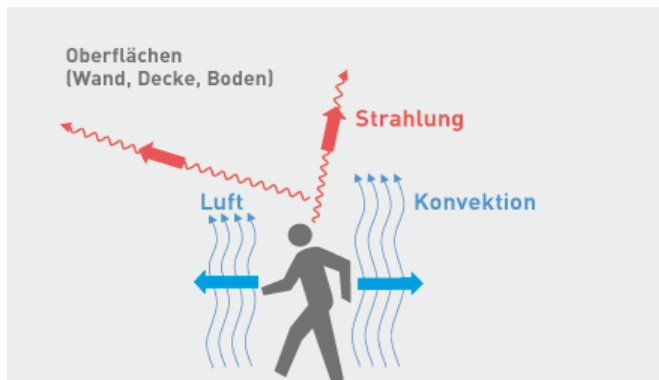 Oberflächen
(Wand, Decke, Boden)
Strahlung
Luft
Konvektion